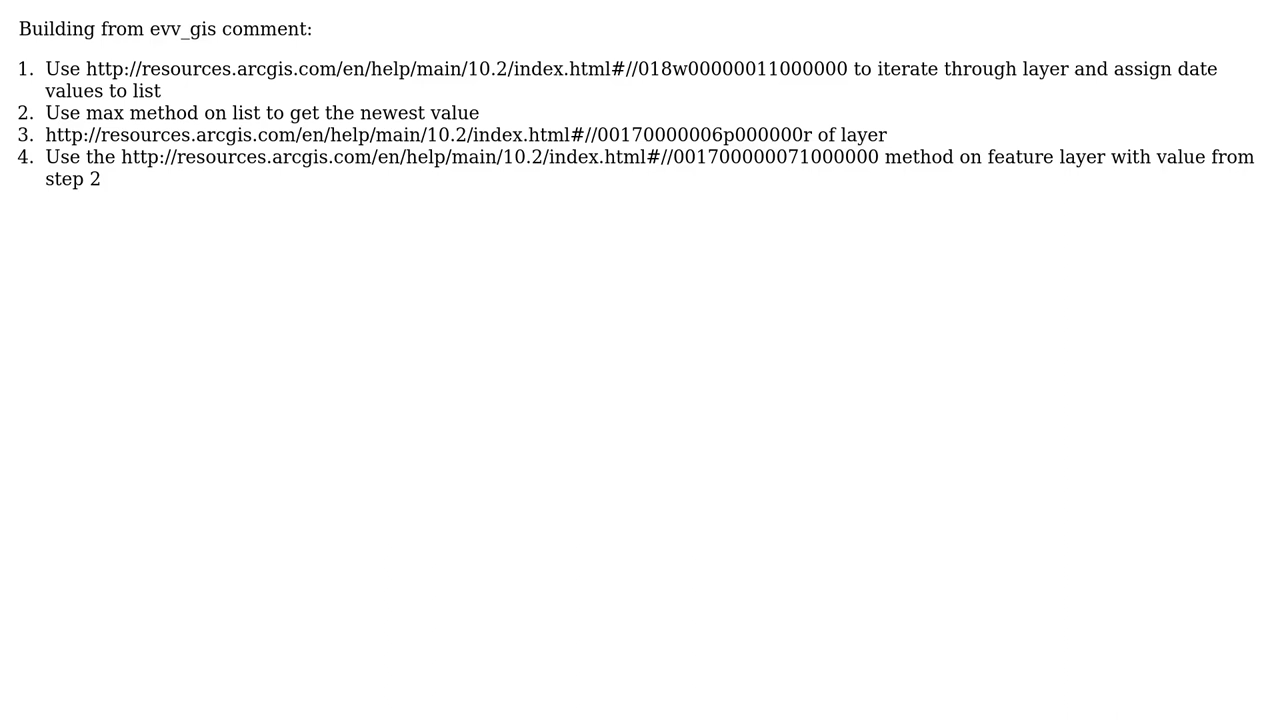 Building from evv_gis comment:
1. Use http://resources.arcgis.com/en/help/main/10.2/index.html#//018w00000011000000 to iterate through layer and assign date
values to list
2. Use max method on list to get the newest value
3. http://resources.arcgis.com/en/help/main/10.2/index.html#//00170000006p000000r of layer
4. Use the http://resources.arcgis.com/en/help/main/10.2/index.html#//001700000071000000 method on feature layer with value from
step 2